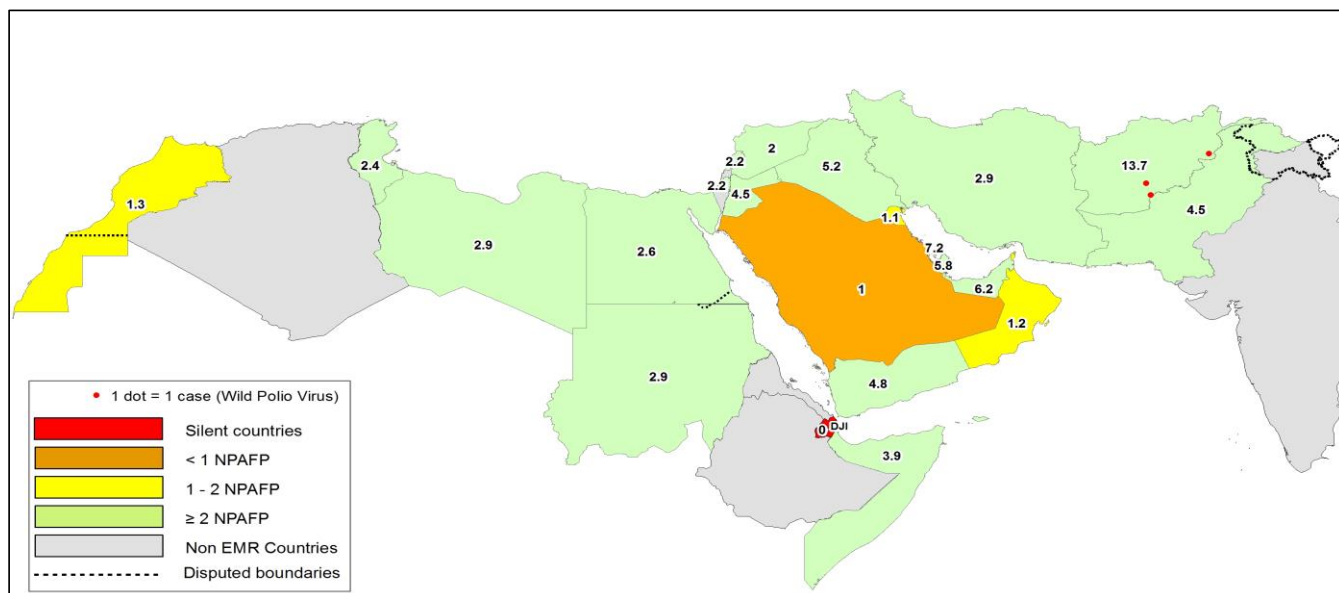 2.4
2.2
2
5.2
2.9
13.7
2.2
4.5
4.5
1.3
1.1
2.9
2.6
7.2
5.8
6.2
1
1.2
2.9
4.8
0 DJI
3.9
1 dot = 1 case (Wild Polio Virus)
Silent countries
< 1 NPAFP
1 - 2 NPAFP
≥ 2 NPAFP
Non EMR Countries
Disputed boundaries